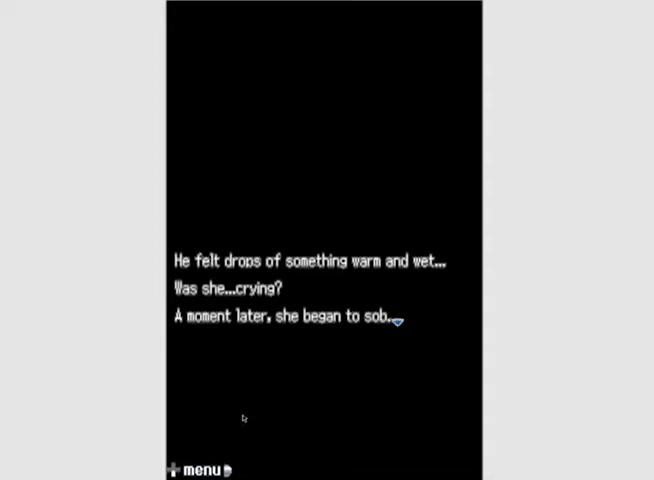 He felt drops of something warm and wet...
Was she...crying?
A moment later, she began to sob.
menu